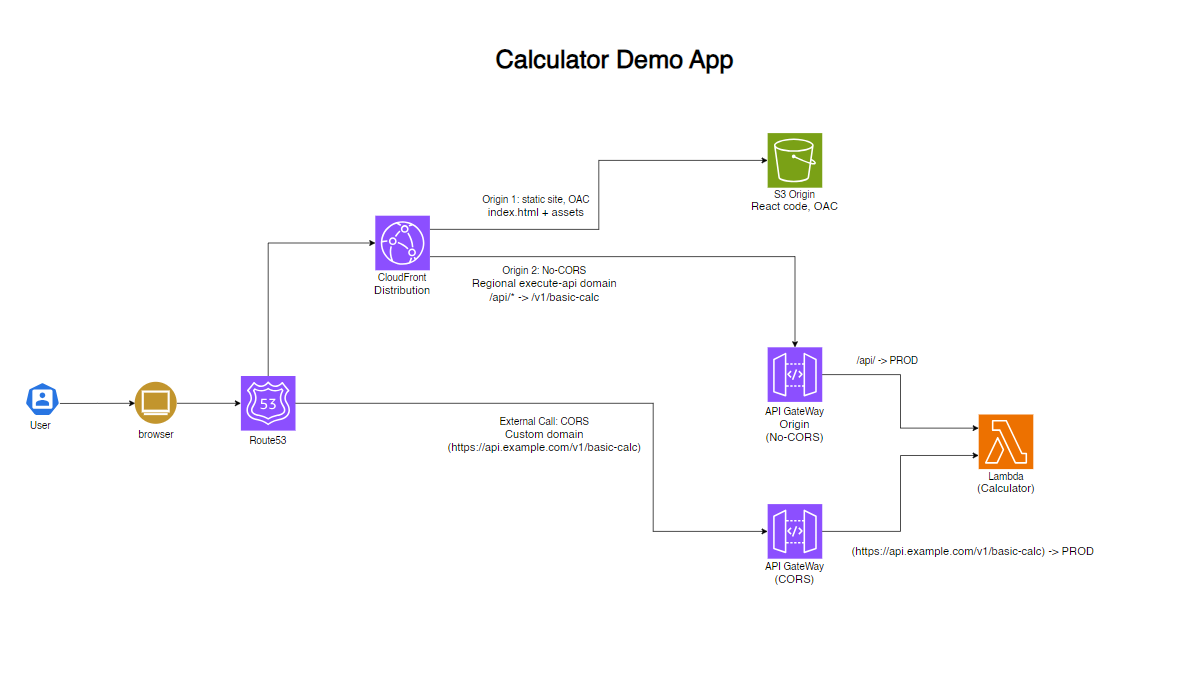 Calculator Demo App
S3 Origin
React code, OAC
Origin 1: static site, OAC
index.html + assets
CloudFront
Distribution
Origin 2: No-CORS
Regional execute-api domain
/api/* -> /v1/basic-calc
/api/ -> PROD
API GateWay
Origin
(No-CORS)
User
browser
53
Route53
External Call: CORS
Custom domain
(https://api.example.com/v1/basic-calc)
Lambda
(Calculator)
API GateWay
(CORS)
(https://api.example.com/v1/basic-calc) -> PROD